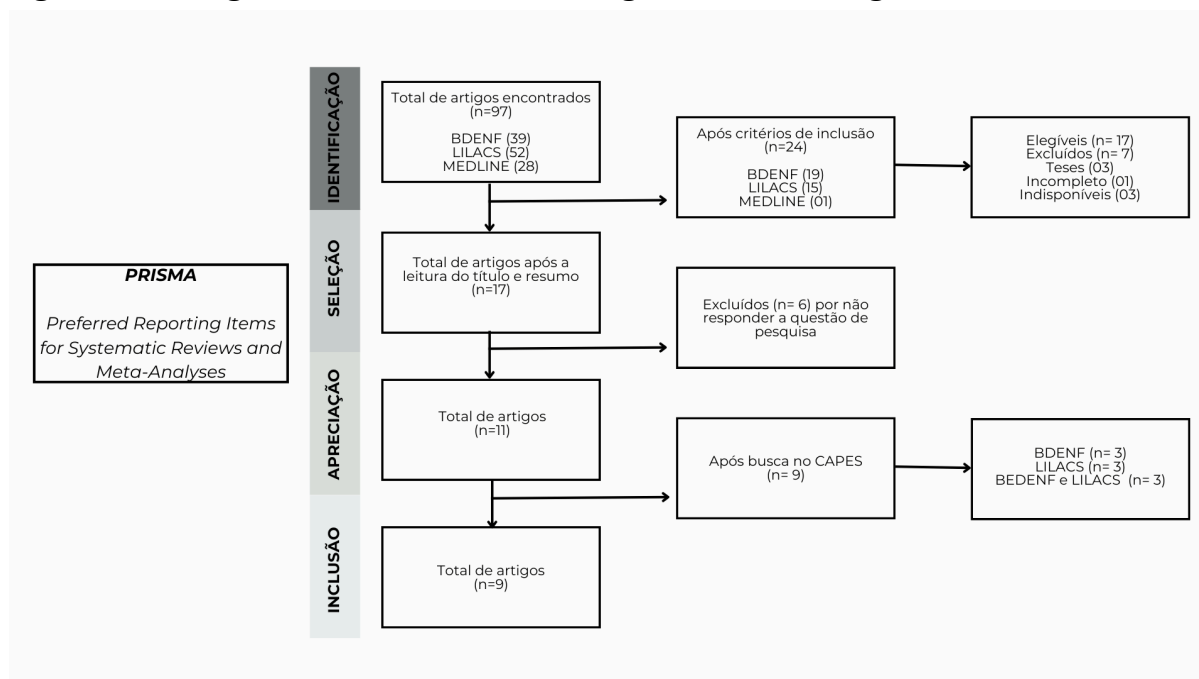 IDENTIFICAÇÃO
Total de artigos encontrados
(n=97)
BDENF (39)
LILACS (52)
MEDLINE (28)
Após critérios de inclusão
(n=24)
BDENF (19)
LILACS (15)
MEDLINE (01)
Elegíveis (n= 17)
Excluídos (n= 7)
Teses (03)
Incompleto (01)
Indisponíveis (03)
PRISMA
Preferred Reporting Items
for Systematic Reviews and
Meta-Analyses
SELEÇÃO
Total de artigos após a
leitura do título e resumo
(n=17)
Excluídos (n= 6) por não
responder a questão de
pesquisa
APRECIAÇÃO
Total de artigos
(n=11)
Após busca no CAPES
(n= 9)
BDENF (n= 3)
LILACS (n= 3)
BEDENF e LILACS (n= 3)
INCLUSÃO
Total de artigos
(n=9)